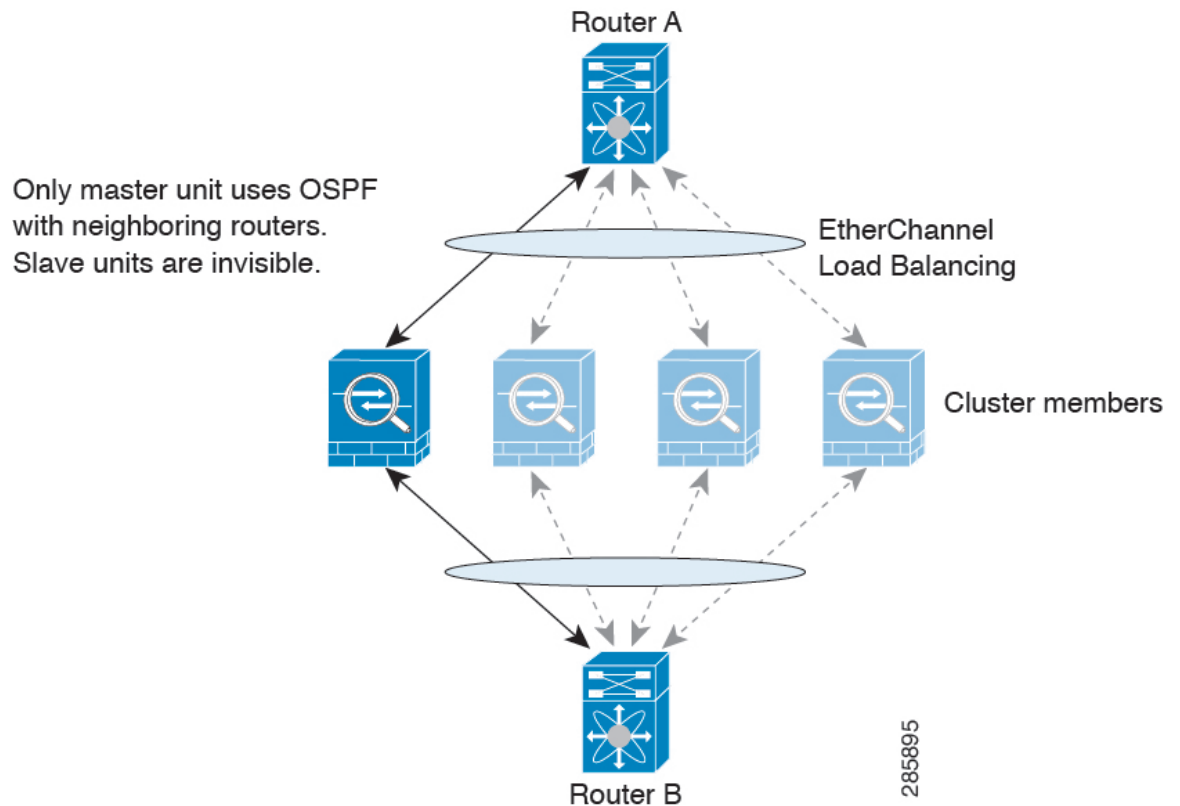 Router A
Only master unit uses OSPF
with neighboring routers.
Slave units are invisible.
EtherChannel
Load Balancing
Cluster members
Router B
285895